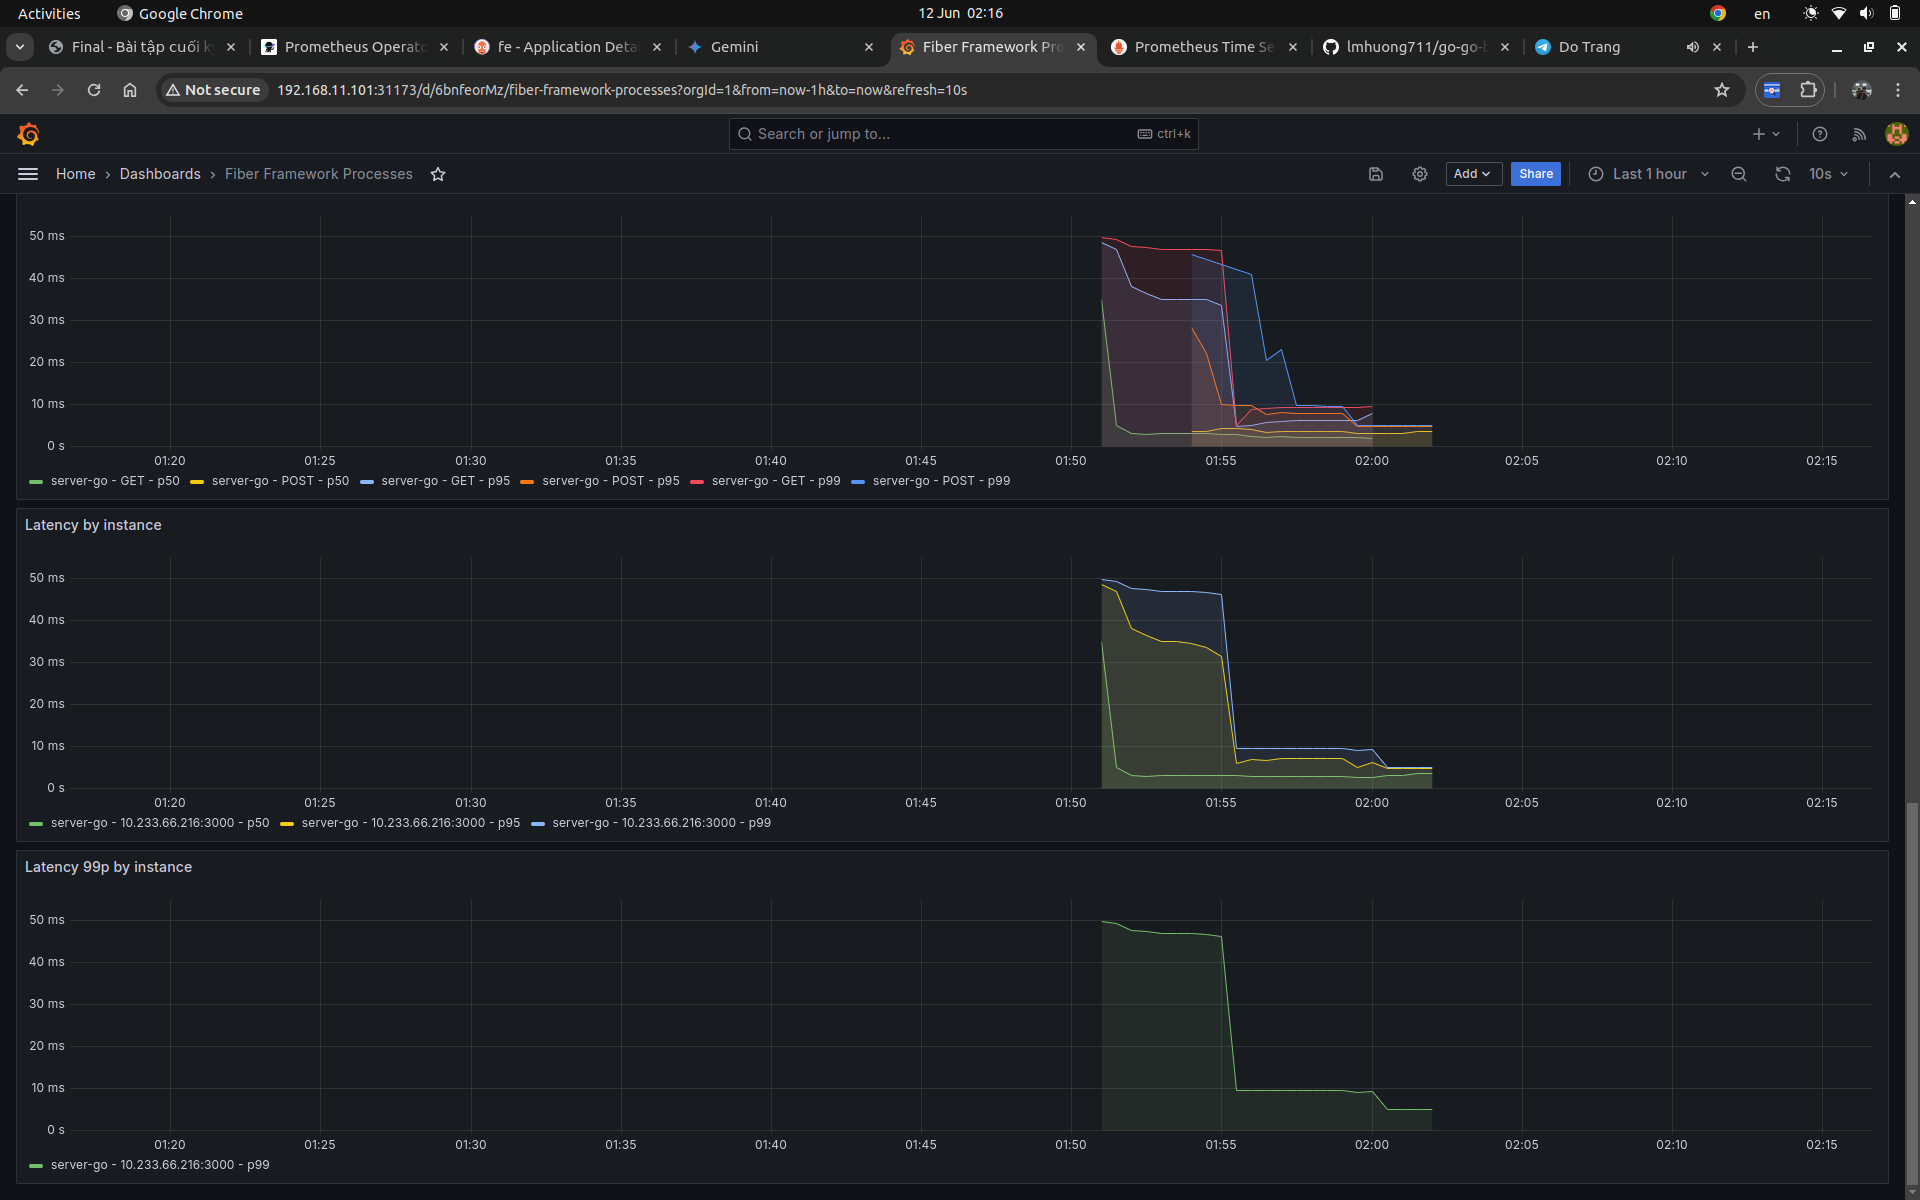 Activities Google Chrome 12 Jun 02:16 en
Final - Bài tập cuối k Prometheus Operato fe - Application Detai Gemini Fiber Framework Pro Prometheus Time Se lmhuong711/go-go-b Do Trang
Not secure 192.168.11.101:31173/d/6bnfeorMz/fiber-framework-processes?orgId=1&from=now-1h&to=now&refresh=10s
Search or jump to... ctrl+k
Home › Dashboards › Fiber Framework Processes Add Share Last 1 hour 10s
50 ms
40 ms
30 ms
20 ms
10 ms
0 s
01:20 01:25 01:30 01:35 01:40 01:45 01:50 01:55 02:00 02:05 02:10 02:15
server-go - GET - p50 server-go - POST - p50 server-go - GET - p95 server-go - POST - p95 server-go - GET - p99 server-go - POST - p99
Latency by instance
50 ms
40 ms
30 ms
20 ms
10 ms
0 s
01:20 01:25 01:30 01:35 01:40 01:45 01:50 01:55 02:00 02:05 02:10 02:15
server-go - 10.233.66.216:3000 - p50 server-go - 10.233.66.216:3000 - p95 server-go - 10.233.66.216:3000 - p99
Latency 99p by instance
50 ms
40 ms
30 ms
20 ms
10 ms
0 s
01:20 01:25 01:30 01:35 01:40 01:45 01:50 01:55 02:00 02:05 02:10 02:15
server-go - 10.233.66.216:3000 - p99